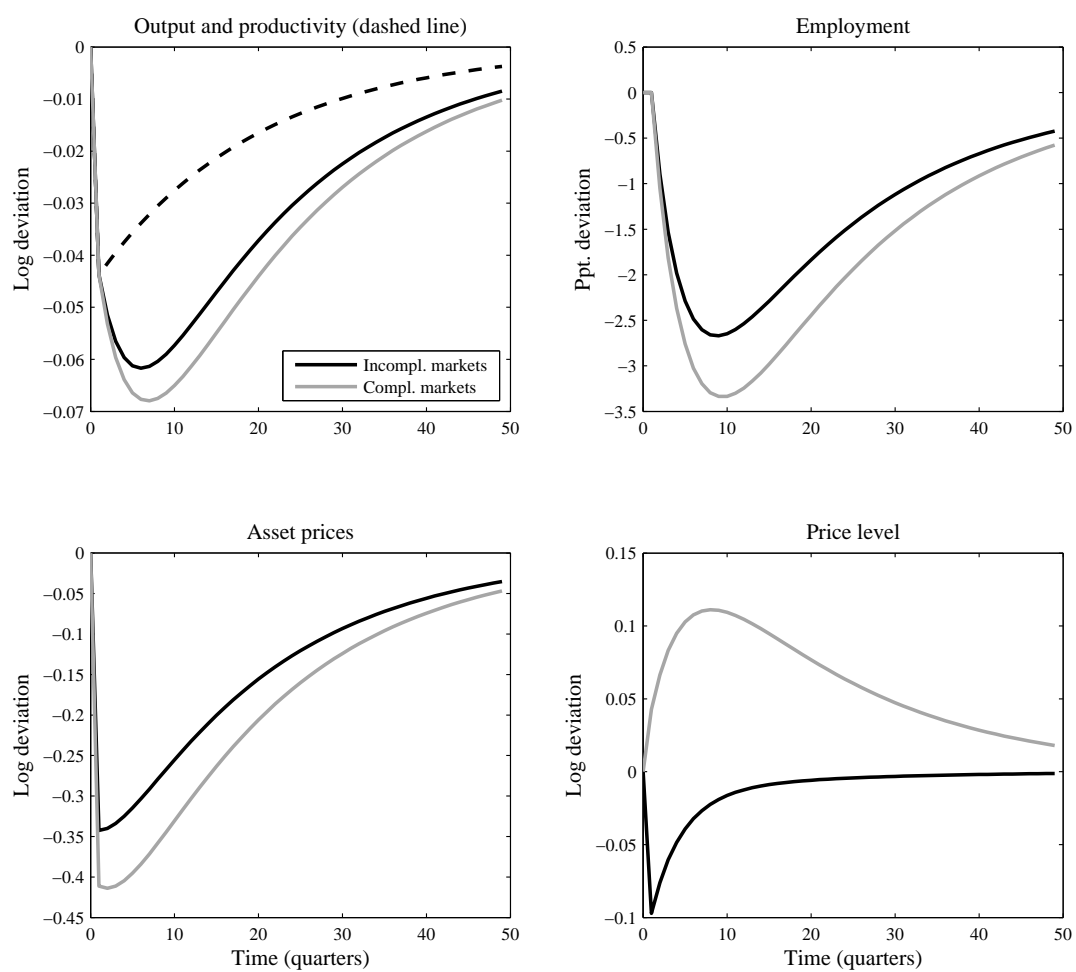 Output and productivity (dashed line)
Log deviation
0
−0.01
−0.02
−0.03
−0.04
−0.05
−0.06
−0.07
Incompl. markets
Compl. markets
0 10 20 30 40 50
Employment
Ppt. deviation
0.5
0
−0.5
−1
−1.5
−2
−2.5
−3
−3.5
0 10 20 30 40 50
Asset prices
Log deviation
0
−0.05
−0.1
−0.15
−0.2
−0.25
−0.3
−0.35
−0.4
−0.45
0 10 20 30 40 50
Time (quarters)
Price level
Log deviation
0.15
0.1
0.05
0
−0.05
−0.1
0 10 20 30 40 50
Time (quarters)